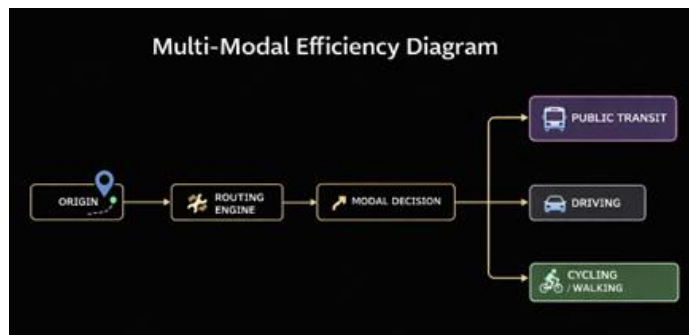 Multi-Modal Efficiency Diagram
PUBLIC TRANSIT
ORIGIN
ROUTING
ENGINE
MODAL DECISION
DRIVING
CYCLING
/ WALKING